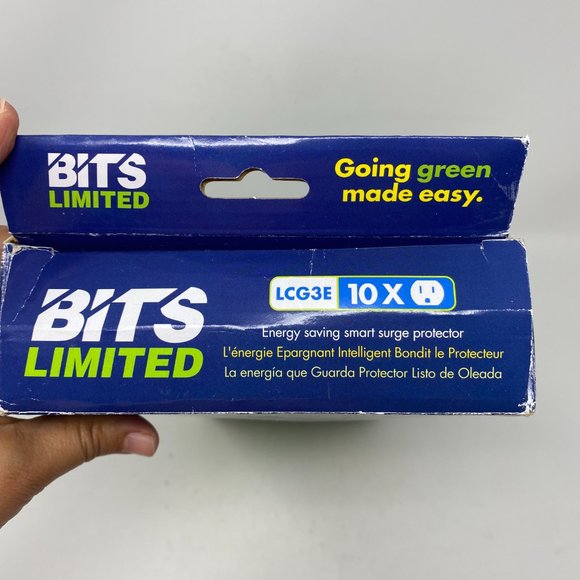 BITS
LIMITED
Going green
made easy.
BITS
LIMITED
LCG3E 10 X
Energy saving smart surge protector
L'énergie Epargnant Intelligent Bondit le Protecteur
La energía que Guarda Protector Listo de Oleada